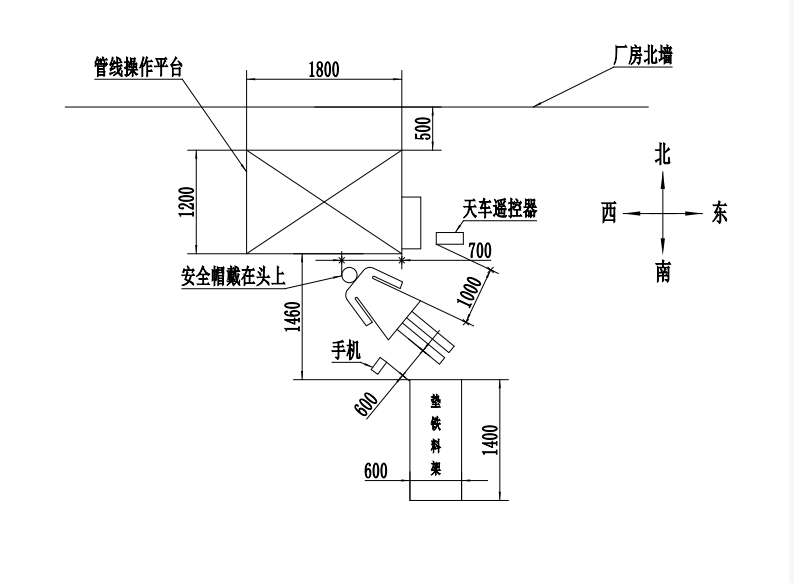 厂房北墙
管线操作平台
1800
500
北
1200
天车遥控器
西
东
700
南
安全帽戴在头上
1000
1460
手机
600
垫铁料架
1400
600